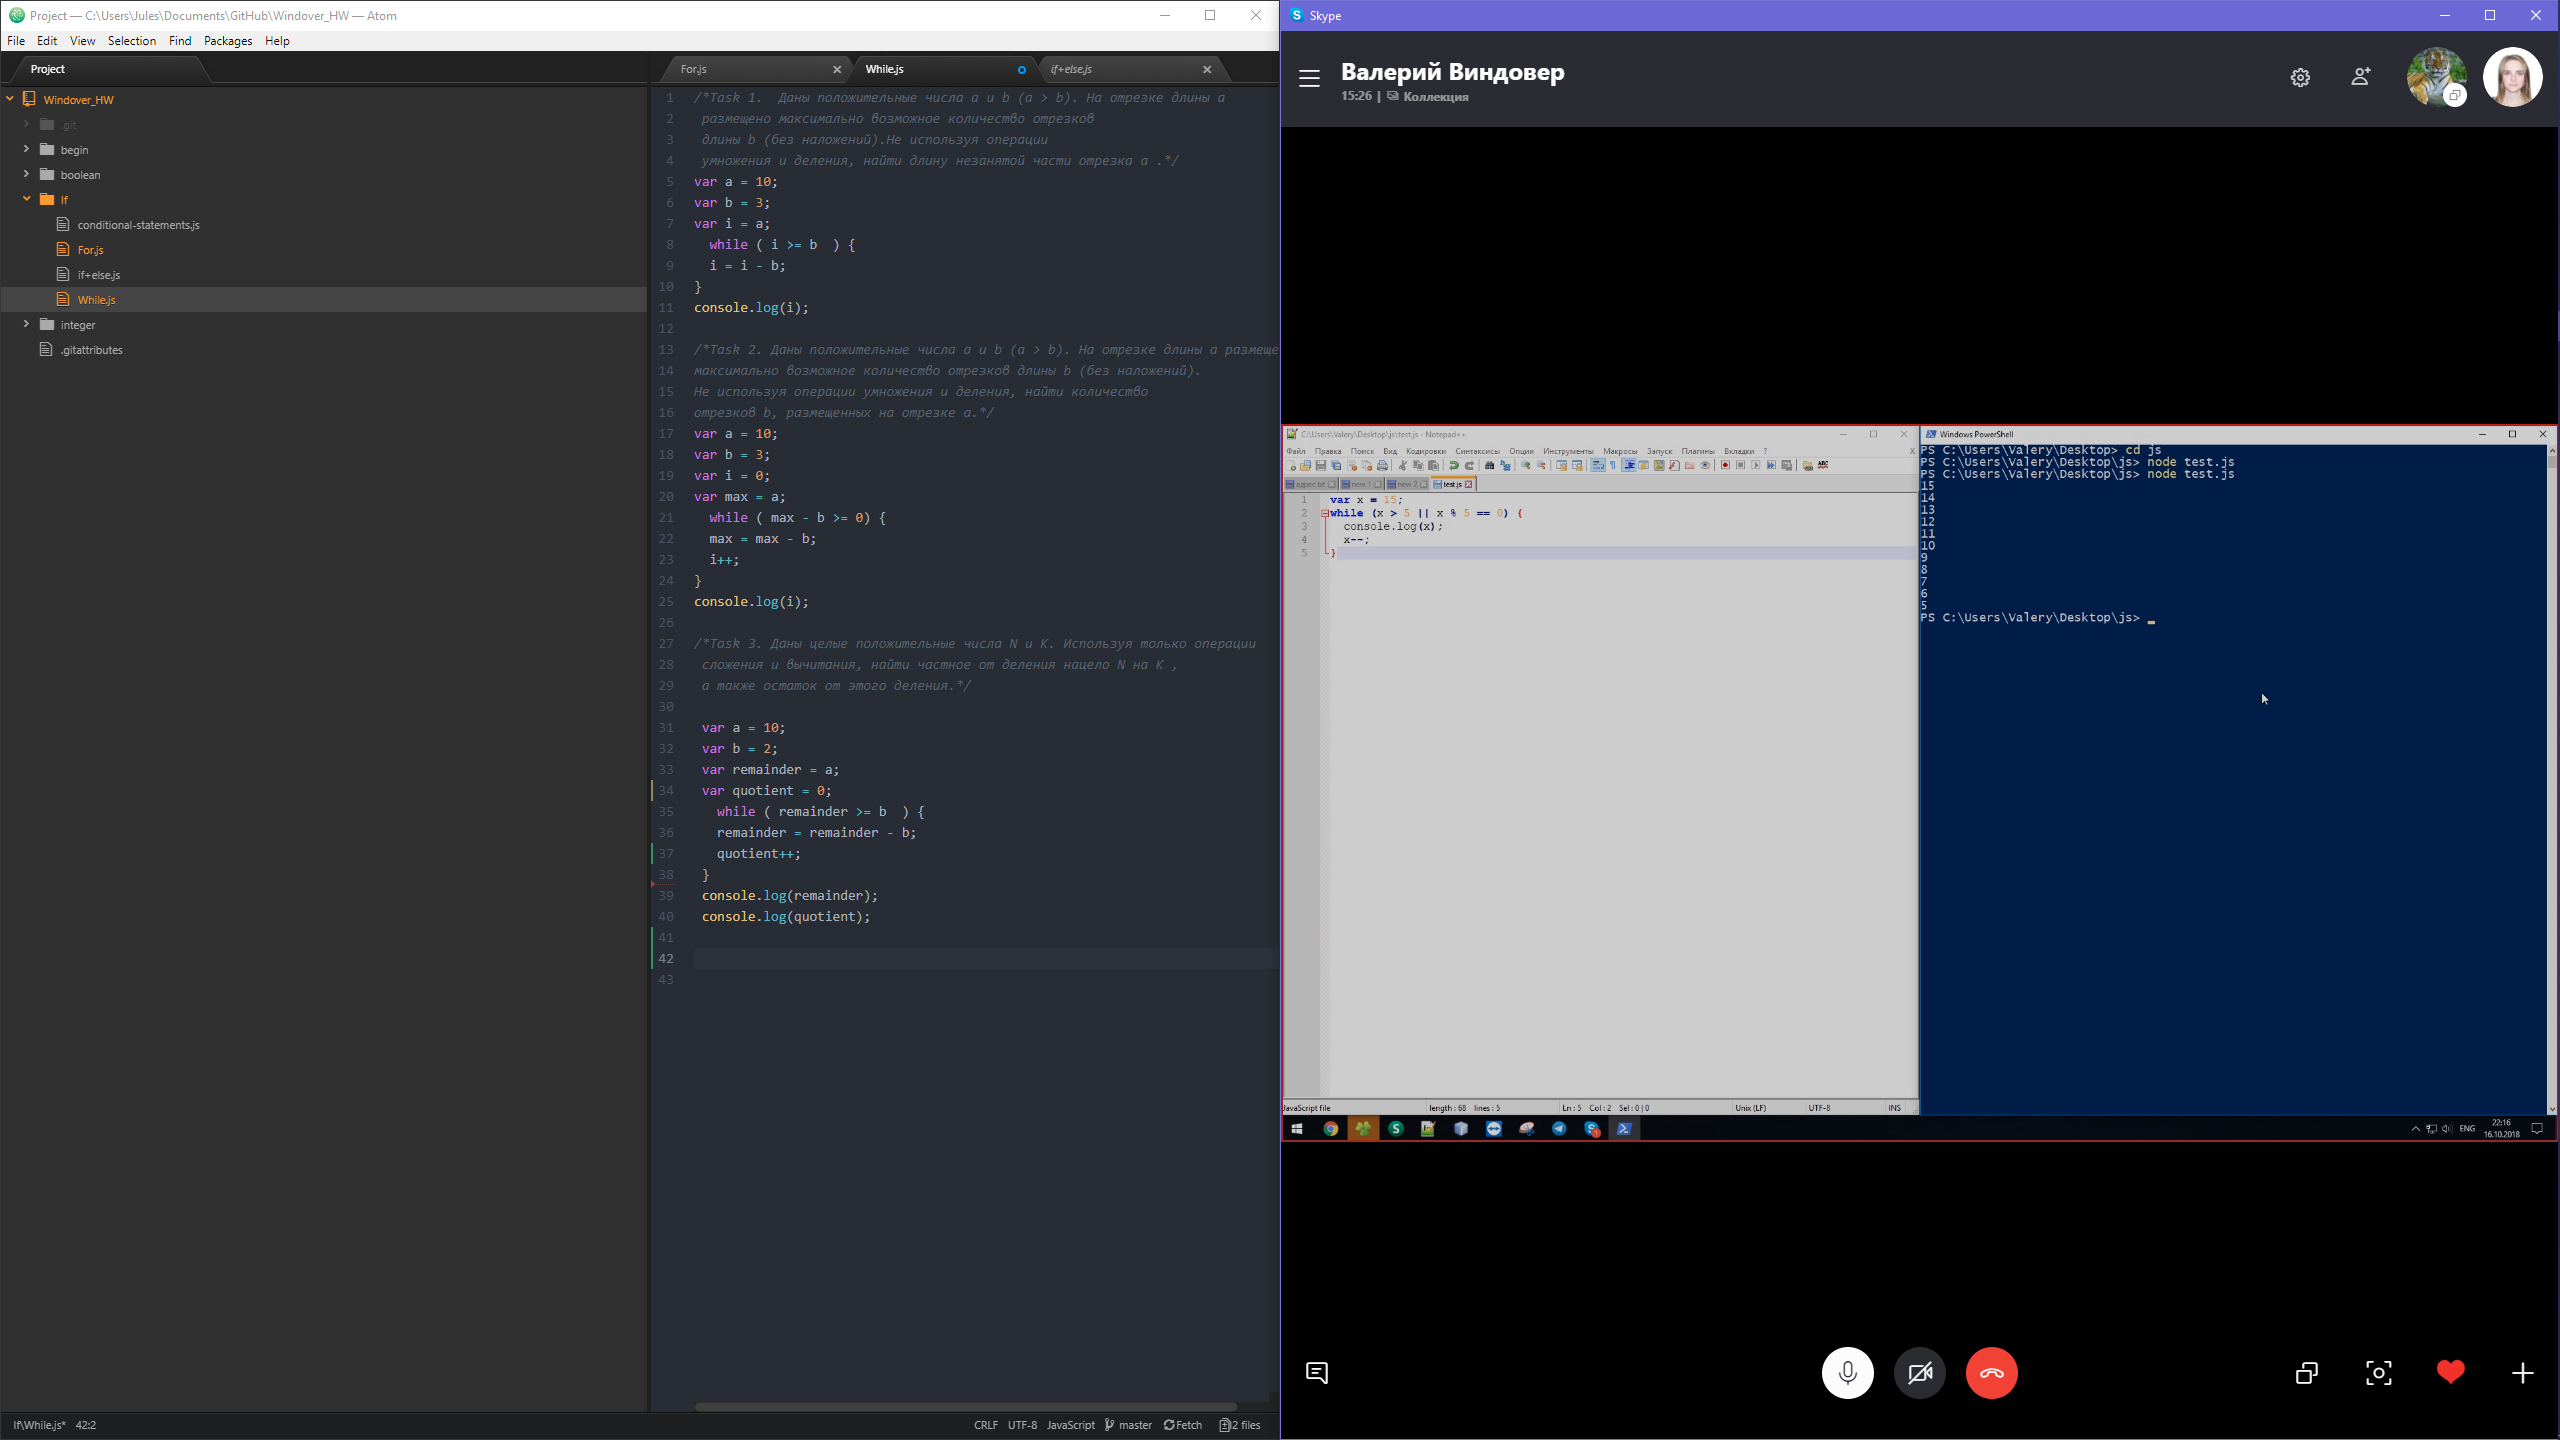 Project — C:\Users\Jules\Documents\GitHub\Windover_HW — Atom
File Edit View Selection Find Packages Help
Project
Windover_HW
.git
begin
boolean
If
conditional-statements.js
For.js
if+else.js
While.js
integer
.gitattributes
For.js While.js if+else.js
1 /*Task 1.  Даны положительные числа a и b (a > b). На отрезке длины a
2 размещено максимально возможное количество отрезков
3 длины b (без наложений).Не используя операции
4 умножения и деления, найти длину незанятой части отрезка a .*/
5 var a = 10;
6 var b = 3;
7 var i = a;
8 while ( i >= b  ) {
9 i = i - b;
10 }
11 console.log(i);
12
13 /*Task 2. Даны положительные числа a и b (a > b). На отрезке длины a размеще
14 максимально возможное количество отрезков длины b (без наложений).
15 Не используя операции умножения и деления, найти количество
16 отрезков b, размещенных на отрезке a.*/
17 var a = 10;
18 var b = 3;
19 var i = 0;
20 var max = a;
21 while ( max - b >= 0) {
22 max = max - b;
23 i++;
24 }
25 console.log(i);
26
27 /*Task 3. Даны целые положительные числа N и K. Используя только операции
28 сложения и вычитания, найти частное от деления нацело N на K ,
29 а также остаток от этого деления.*/
30
31 var a = 10;
32 var b = 2;
33 var remainder = a;
34 var quotient = 0;
35 while ( remainder >= b  ) {
36 remainder = remainder - b;
37 quotient++;
38 }
39 console.log(remainder);
40 console.log(quotient);
41
42
43
If\While.js* 42:2
CRLF UTF-8 JavaScript master Fetch 2 files
Skype
Валерий Виндовер
15:26 | Коллекция
C:\Users\Valery\Desktop\js\test.js - Notepad++
Файл Правка Поиск Вид Кодировки Синтаксисы Опции Инструменты Макросы Запуск Плагины Вкладки ?
адрес.txt new 1 new 2 test.js
1 var x = 15;
2 while (x > 5 || x % 5 == 0) {
3 console.log(x);
4 x--;
5 }
JavaScript file length : 68 lines : 5 Ln : 5 Col : 2 Sel : 0 | 0 Unix (LF) UTF-8 INS
Windows PowerShell
PS C:\Users\Valery\Desktop> cd js
PS C:\Users\Valery\Desktop\js> node test.js
PS C:\Users\Valery\Desktop\js> node test.js
15
14
13
12
11
10
9
8
7
6
5
PS C:\Users\Valery\Desktop\js> _
ENG 22:16
16.10.2018